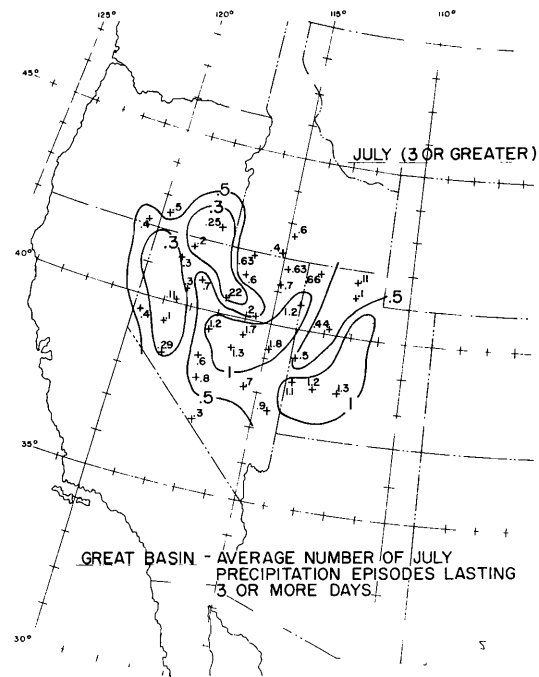 125° 120° 115° 110°
45°
JULY (3 OR GREATER)
.5
.4 .5 .3 .25 .6
.3 .2 .63 .4
40° .3 .7 .6 .63 .66 .11
.3 .7 .1 .5
.11 .22 1.2
.4 .1 1.2 .2 .44
1.7
.29 1.3 1.8
.6 .5
.8 1 .7 1.1 1.2 1.3
.5 1
.3 .9
35°
GREAT BASIN - AVERAGE NUMBER OF JULY
PRECIPITATION EPISODES LASTING
3 OR MORE DAYS
30°